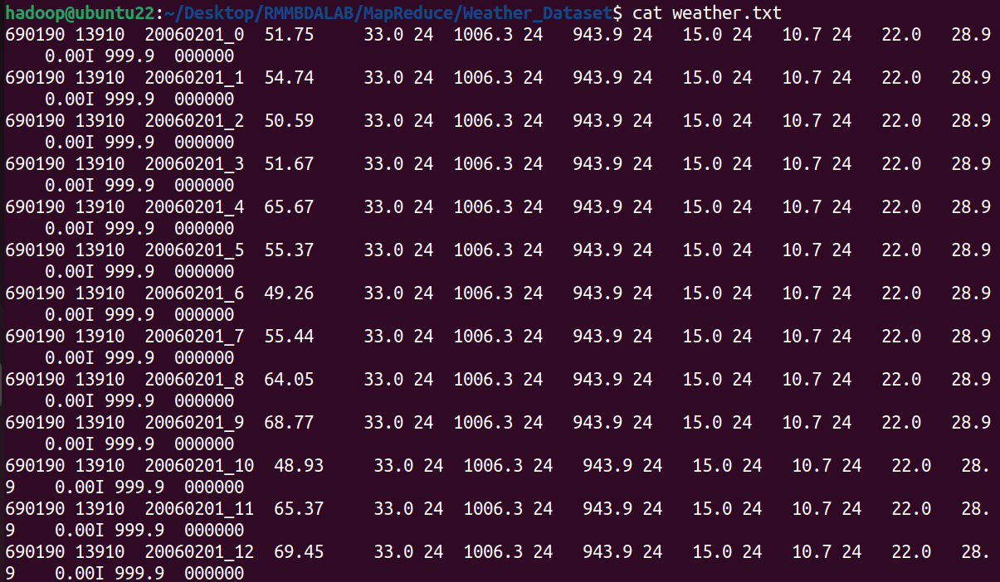 hadoop@ubuntu22:~/Desktop/RMMBDALAB/MapReduce/Weather_Dataset$ cat weather.txt
690190 13910  20060201_0  51.75      33.0 24  1006.3 24   943.9 24   15.0 24   10.7 24   22.0   28.9
    0.00I 999.9  000000
690190 13910  20060201_1  54.74      33.0 24  1006.3 24   943.9 24   15.0 24   10.7 24   22.0   28.9
    0.00I 999.9  000000
690190 13910  20060201_2  50.59      33.0 24  1006.3 24   943.9 24   15.0 24   10.7 24   22.0   28.9
    0.00I 999.9  000000
690190 13910  20060201_3  51.67      33.0 24  1006.3 24   943.9 24   15.0 24   10.7 24   22.0   28.9
    0.00I 999.9  000000
690190 13910  20060201_4  65.67      33.0 24  1006.3 24   943.9 24   15.0 24   10.7 24   22.0   28.9
    0.00I 999.9  000000
690190 13910  20060201_5  55.37      33.0 24  1006.3 24   943.9 24   15.0 24   10.7 24   22.0   28.9
    0.00I 999.9  000000
690190 13910  20060201_6  49.26      33.0 24  1006.3 24   943.9 24   15.0 24   10.7 24   22.0   28.9
    0.00I 999.9  000000
690190 13910  20060201_7  55.44      33.0 24  1006.3 24   943.9 24   15.0 24   10.7 24   22.0   28.9
    0.00I 999.9  000000
690190 13910  20060201_8  64.05      33.0 24  1006.3 24   943.9 24   15.0 24   10.7 24   22.0   28.9
    0.00I 999.9  000000
690190 13910  20060201_9  68.77      33.0 24  1006.3 24   943.9 24   15.0 24   10.7 24   22.0   28.9
    0.00I 999.9  000000
690190 13910  20060201_10  48.93     33.0 24  1006.3 24   943.9 24   15.0 24   10.7 24   22.0   28.
9    0.00I 999.9  000000
690190 13910  20060201_11  65.37     33.0 24  1006.3 24   943.9 24   15.0 24   10.7 24   22.0   28.
9    0.00I 999.9  000000
690190 13910  20060201_12  69.45     33.0 24  1006.3 24   943.9 24   15.0 24   10.7 24   22.0   28.
9    0.00I 999.9  000000